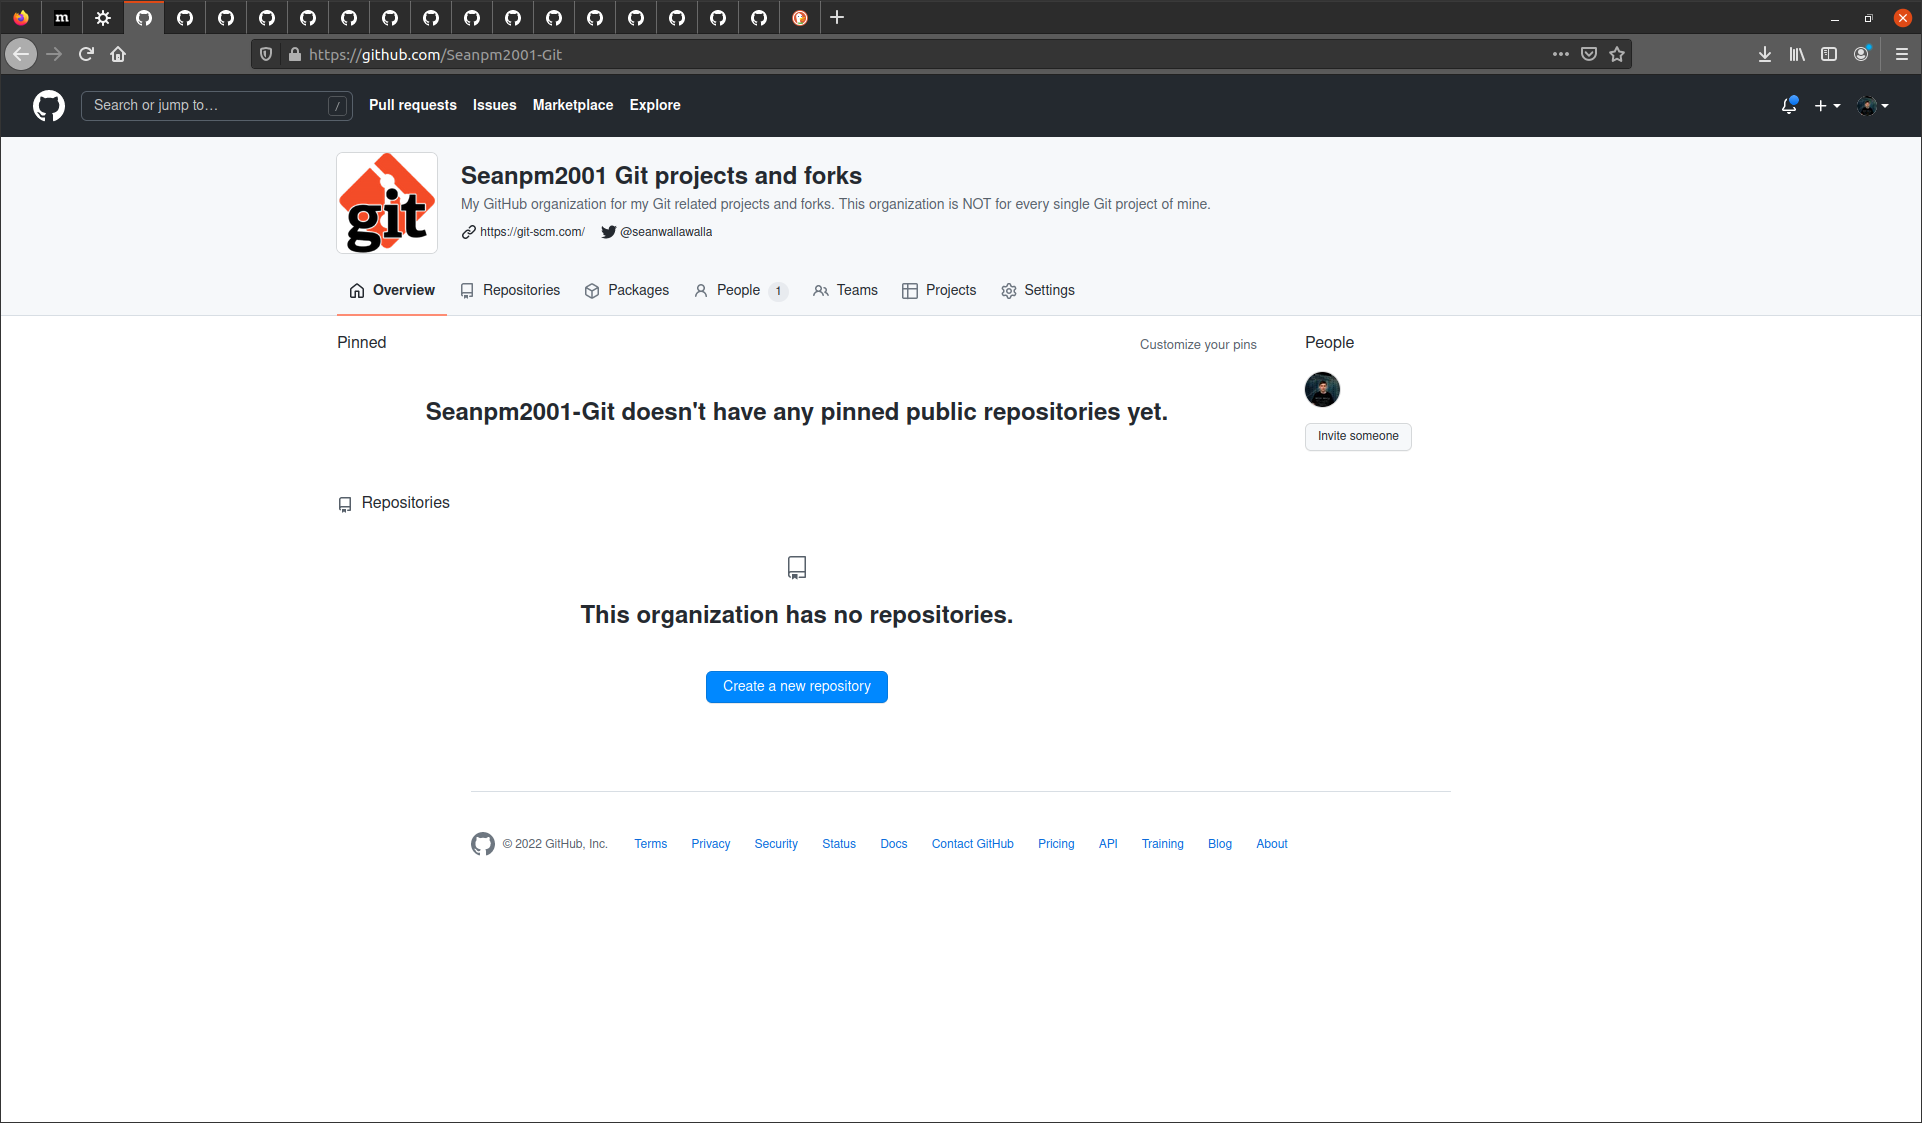 m
https://github.com/Seanpm2001-Git
Search or jump to… /
Pull requests Issues Marketplace Explore
git
Seanpm2001 Git projects and forks
My GitHub organization for my Git related projects and forks. This organization is NOT for every single Git project of mine.
https://git-scm.com/ @seanwallawalla
Overview Repositories Packages People 1 Teams Projects Settings
Pinned
Customize your pins
People
Seanpm2001-Git doesn't have any pinned public repositories yet.
Invite someone
Repositories
This organization has no repositories.
Create a new repository
© 2022 GitHub, Inc. Terms Privacy Security Status Docs Contact GitHub Pricing API Training Blog About